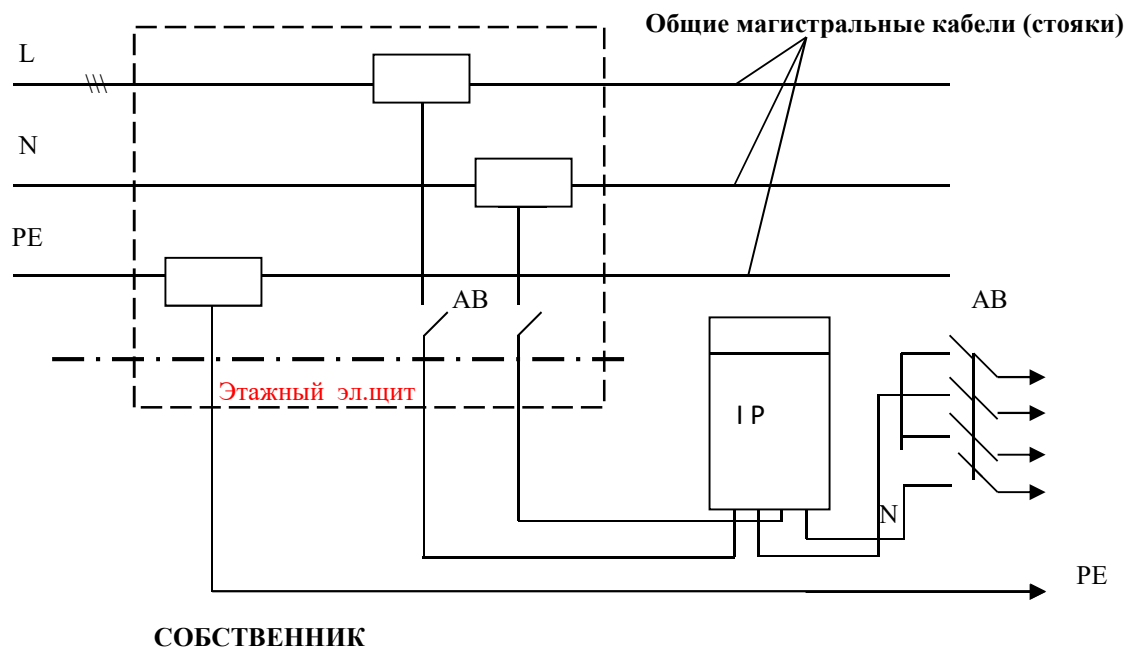 Общие магистральные кабели (стояки)
L
N
PE
АВ
АВ
Этажный эл.щит
I P
N
PE
СОБСТВЕННИК